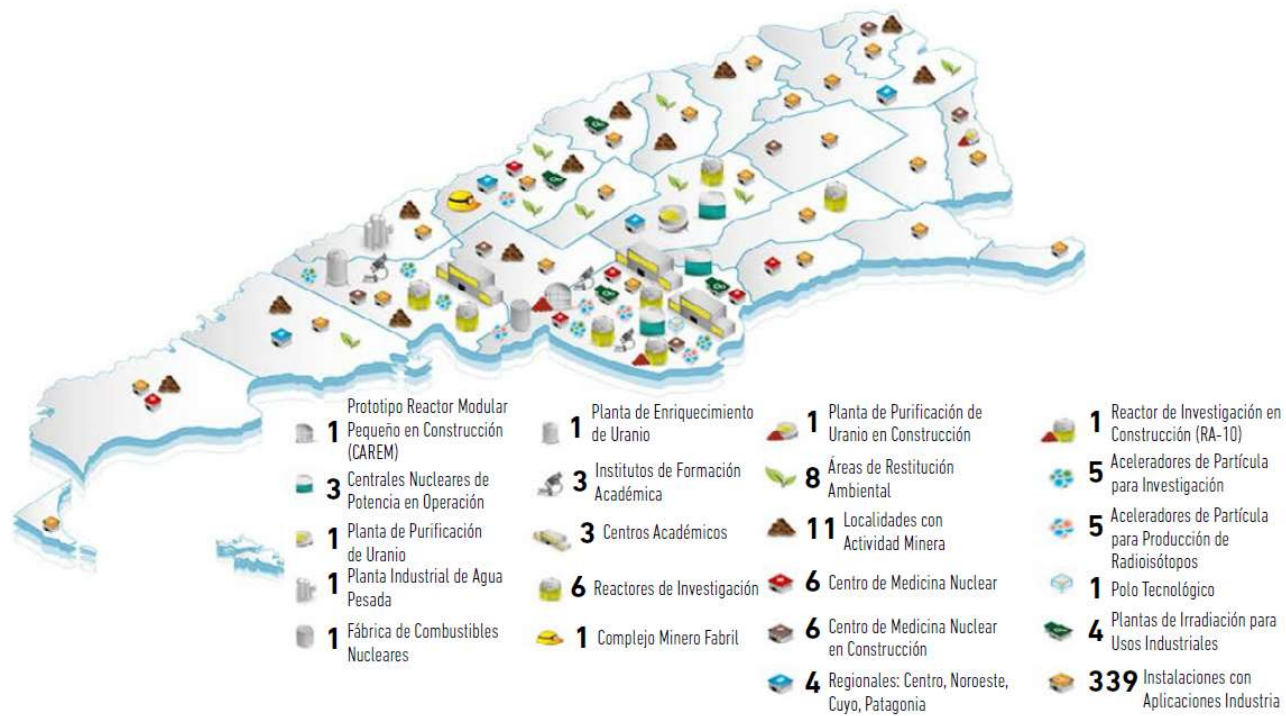 1 Prototipo Reactor Modular
Pequeño en Construcción
(CAREM)
3 Centrales Nucleares de
Potencia en Operación
1 Planta de Purificación
de Uranio
1 Planta Industrial de Agua
Pesada
1 Fábrica de Combustibles
Nucleares
1 Planta de Enriquecimiento
de Uranio
3 Institutos de Formación
Académica
3 Centros Académicos
6 Reactores de Investigación
1 Complejo Minero Fabril
1 Planta de Purificación de
Uranio en Construcción
8 Áreas de Restitución
Ambiental
11 Localidades con
Actividad Minera
6 Centro de Medicina Nuclear
6 Centro de Medicina Nuclear
en Construcción
4 Regionales: Centro, Noroeste,
Cuyo, Patagonia
1 Reactor de Investigación en
Construcción (RA-10)
5 Aceleradores de Partícula
para Investigación
5 Aceleradores de Partícula
para Producción de
Radioisótopos
1 Polo Tecnológico
4 Plantas de Irradiación para
Usos Industriales
339 Instalaciones con
Aplicaciones Industria